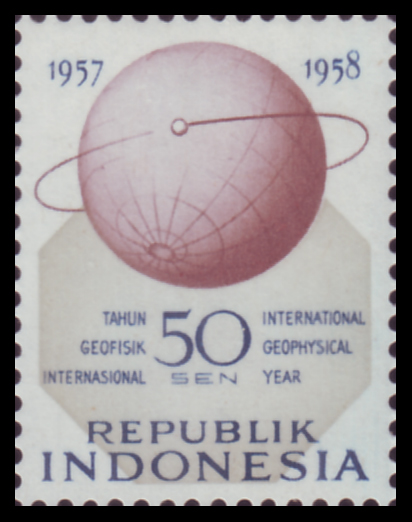 1957 1958
TAHUN
GEOFISIK
INTERNASIONAL
50
SEN
INTERNATIONAL
GEOPHYSICAL
YEAR
REPUBLIK
INDONESIA